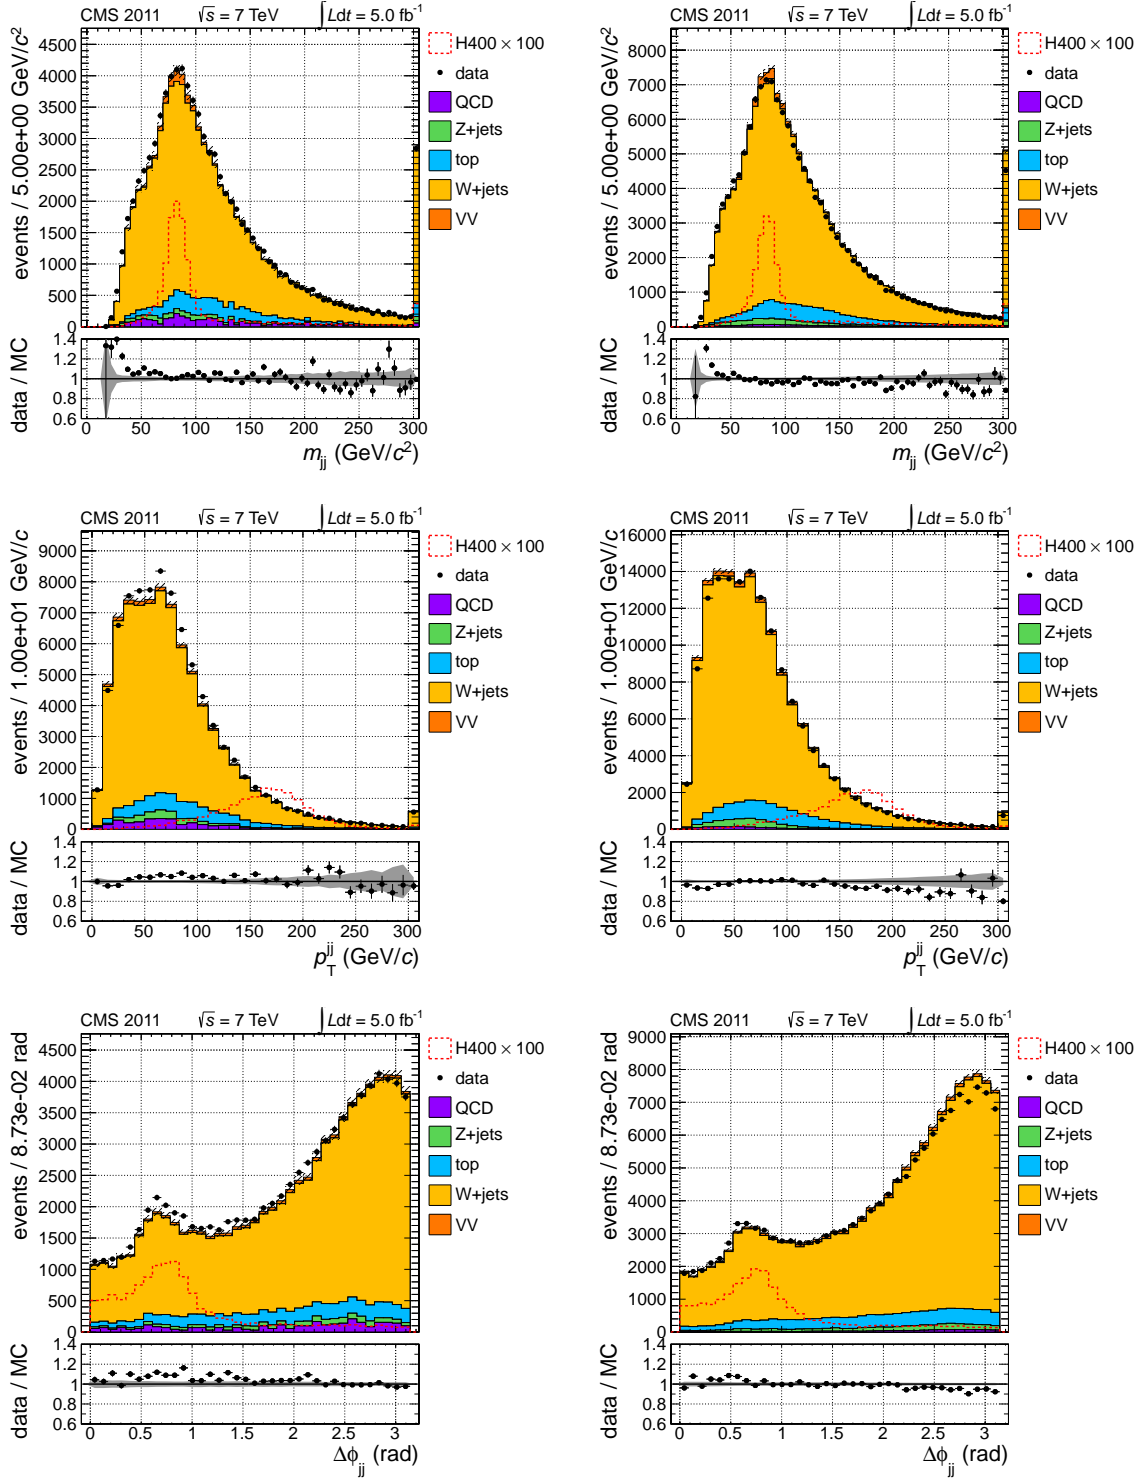 CMS 2011 √s = 7 TeV ∫ Ldt = 5.0 fb⁻¹
events / 5.00e+00 GeV/c²
4500
4000
3500
3000
2500
2000
1500
1000
500
0
H400 × 100
data
QCD
Z+jets
top
W+jets
VV
data / MC
1.4
1.2
1
0.8
0.6
0 50 100 150 200 250 300
m_jj (GeV/c²)
CMS 2011 √s = 7 TeV ∫ Ldt = 5.0 fb⁻¹
events / 5.00e+00 GeV/c²
8000
7000
6000
5000
4000
3000
2000
1000
0
H400 × 100
data
QCD
Z+jets
top
W+jets
VV
data / MC
1.4
1.2
1
0.8
0.6
0 50 100 150 200 250 300
m_jj (GeV/c²)
CMS 2011 √s = 7 TeV ∫ Ldt = 5.0 fb⁻¹
events / 1.00e+01 GeV/c
9000
8000
7000
6000
5000
4000
3000
2000
1000
0
H400 × 100
data
QCD
Z+jets
top
W+jets
VV
data / MC
1.4
1.2
1
0.8
0.6
0 50 100 150 200 250 300
p_T^jj (GeV/c)
CMS 2011 √s = 7 TeV ∫ Ldt = 5.0 fb⁻¹
events / 1.00e+01 GeV/c
16000
14000
12000
10000
8000
6000
4000
2000
0
H400 × 100
data
QCD
Z+jets
top
W+jets
VV
data / MC
1.4
1.2
1
0.8
0.6
0 50 100 150 200 250 300
p_T^jj (GeV/c)
CMS 2011 √s = 7 TeV ∫ Ldt = 5.0 fb⁻¹
events / 8.73e-02 rad
4500
4000
3500
3000
2500
2000
1500
1000
500
0
H400 × 100
data
QCD
Z+jets
top
W+jets
VV
data / MC
1.4
1.2
1
0.8
0.6
0 0.5 1 1.5 2 2.5 3
Δϕ_jj (rad)
CMS 2011 √s = 7 TeV ∫ Ldt = 5.0 fb⁻¹
events / 8.73e-02 rad
9000
8000
7000
6000
5000
4000
3000
2000
1000
0
H400 × 100
data
QCD
Z+jets
top
W+jets
VV
data / MC
1.4
1.2
1
0.8
0.6
0 0.5 1 1.5 2 2.5 3
Δϕ_jj (rad)